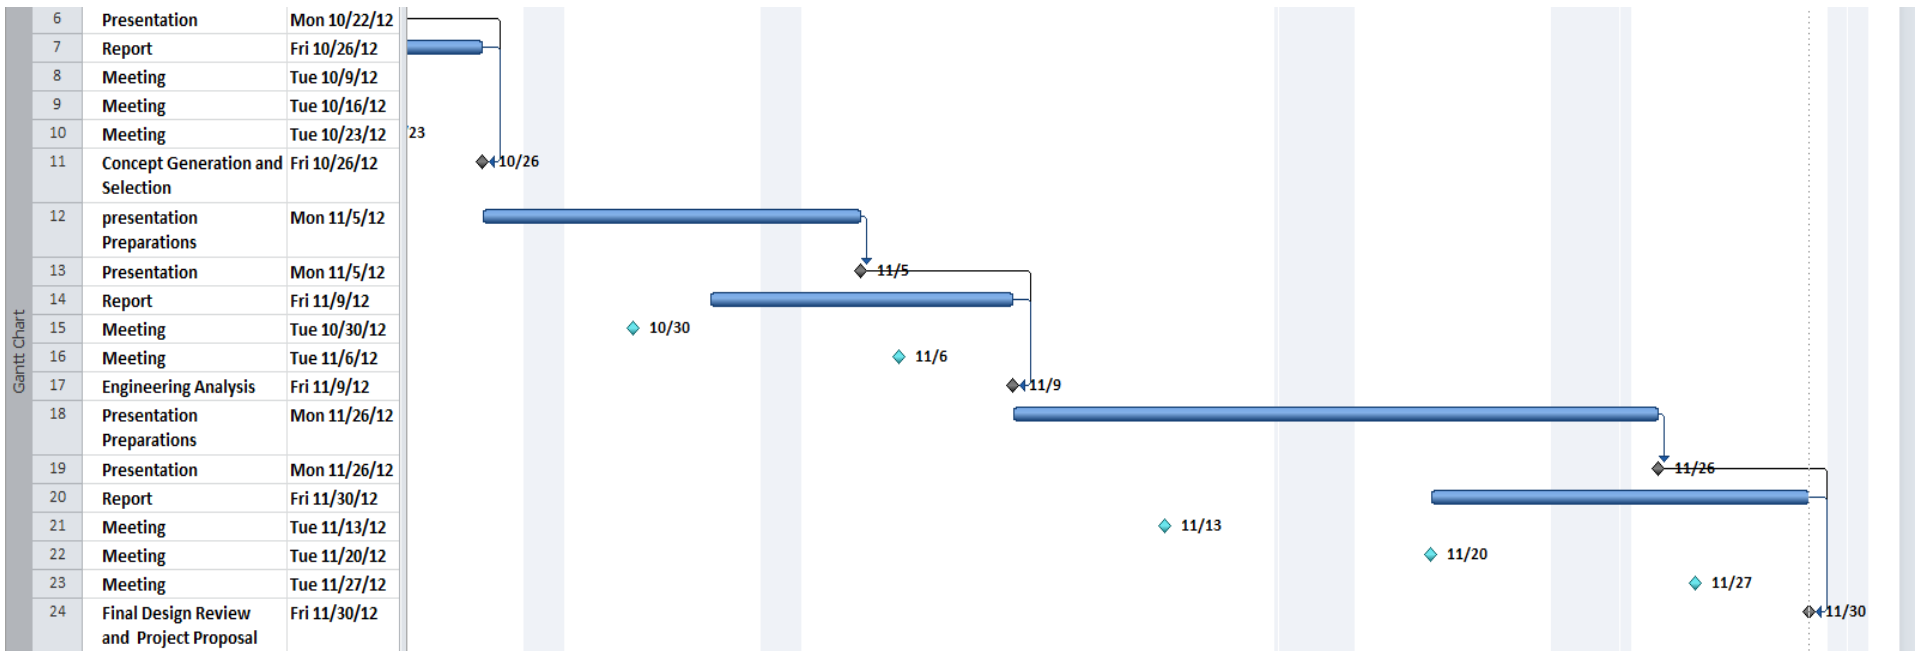 Gantt Chart
6 Presentation Mon 10/22/12
7 Report Fri 10/26/12
8 Meeting Tue 10/9/12
9 Meeting Tue 10/16/12
10 Meeting Tue 10/23/12 /23
11 Concept Generation and Fri 10/26/12 10/26
Selection
12 presentation Mon 11/5/12
Preparations
13 Presentation Mon 11/5/12 11/5
14 Report Fri 11/9/12
15 Meeting Tue 10/30/12 10/30
16 Meeting Tue 11/6/12 11/6
17 Engineering Analysis Fri 11/9/12 11/9
18 Presentation Mon 11/26/12
Preparations
19 Presentation Mon 11/26/12 11/26
20 Report Fri 11/30/12
21 Meeting Tue 11/13/12 11/13
22 Meeting Tue 11/20/12 11/20
23 Meeting Tue 11/27/12 11/27
24 Final Design Review Fri 11/30/12 11/30
and Project Proposal